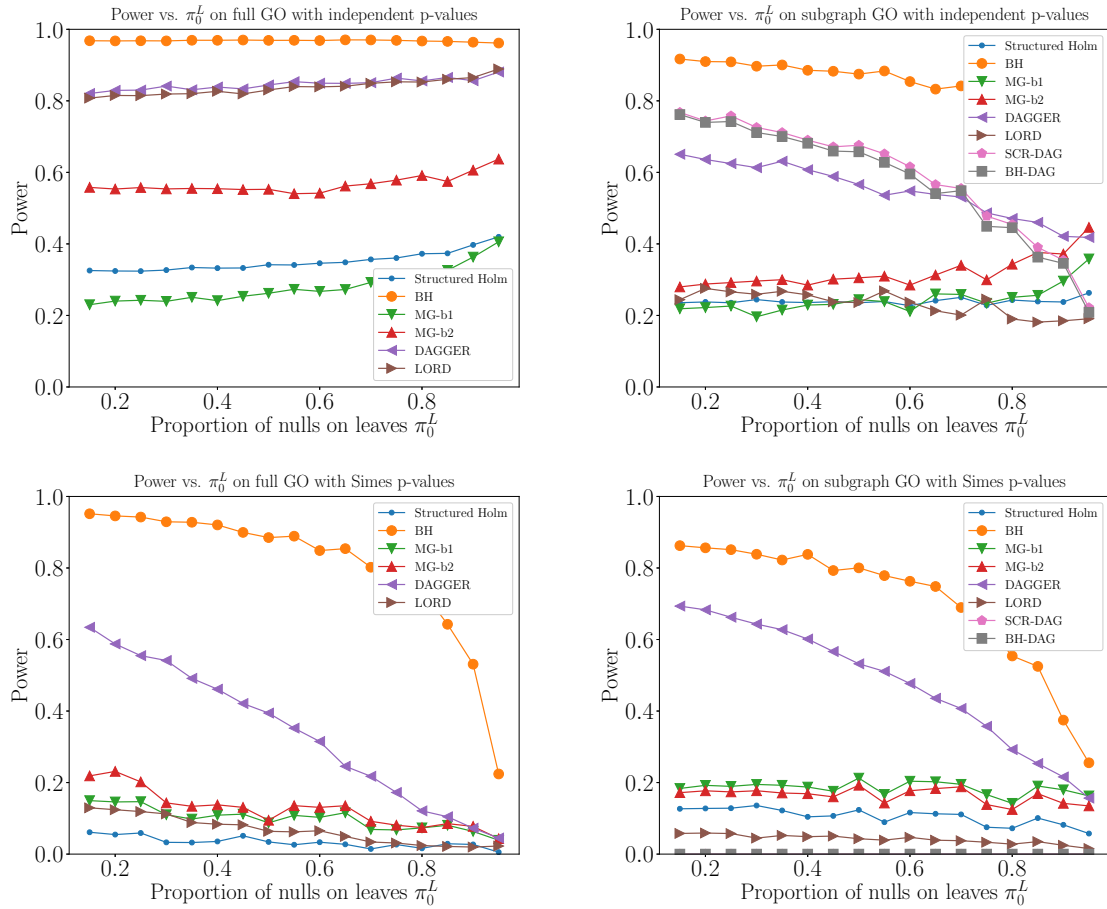 Power vs. π₀ᴸ on full GO with independent p-values
1.0
0.8
0.6
0.4
0.2
0.0
Power
0.2 0.4 0.6 0.8
Proportion of nulls on leaves π₀ᴸ
Structured Holm
BH
MG-b1
MG-b2
DAGGER
LORD
Power vs. π₀ᴸ on subgraph GO with independent p-values
1.0
0.8
0.6
0.4
0.2
0.0
Power
0.2 0.4 0.6 0.8
Proportion of nulls on leaves π₀ᴸ
Structured Holm
BH
MG-b1
MG-b2
DAGGER
LORD
SCR-DAG
BH-DAG
Power vs. π₀ᴸ on full GO with Simes p-values
1.0
0.8
0.6
0.4
0.2
0.0
Power
0.2 0.4 0.6 0.8
Proportion of nulls on leaves π₀ᴸ
Structured Holm
BH
MG-b1
MG-b2
DAGGER
LORD
Power vs. π₀ᴸ on subgraph GO with Simes p-values
1.0
0.8
0.6
0.4
0.2
0.0
Power
0.2 0.4 0.6 0.8
Proportion of nulls on leaves π₀ᴸ
Structured Holm
BH
MG-b1
MG-b2
DAGGER
LORD
SCR-DAG
BH-DAG